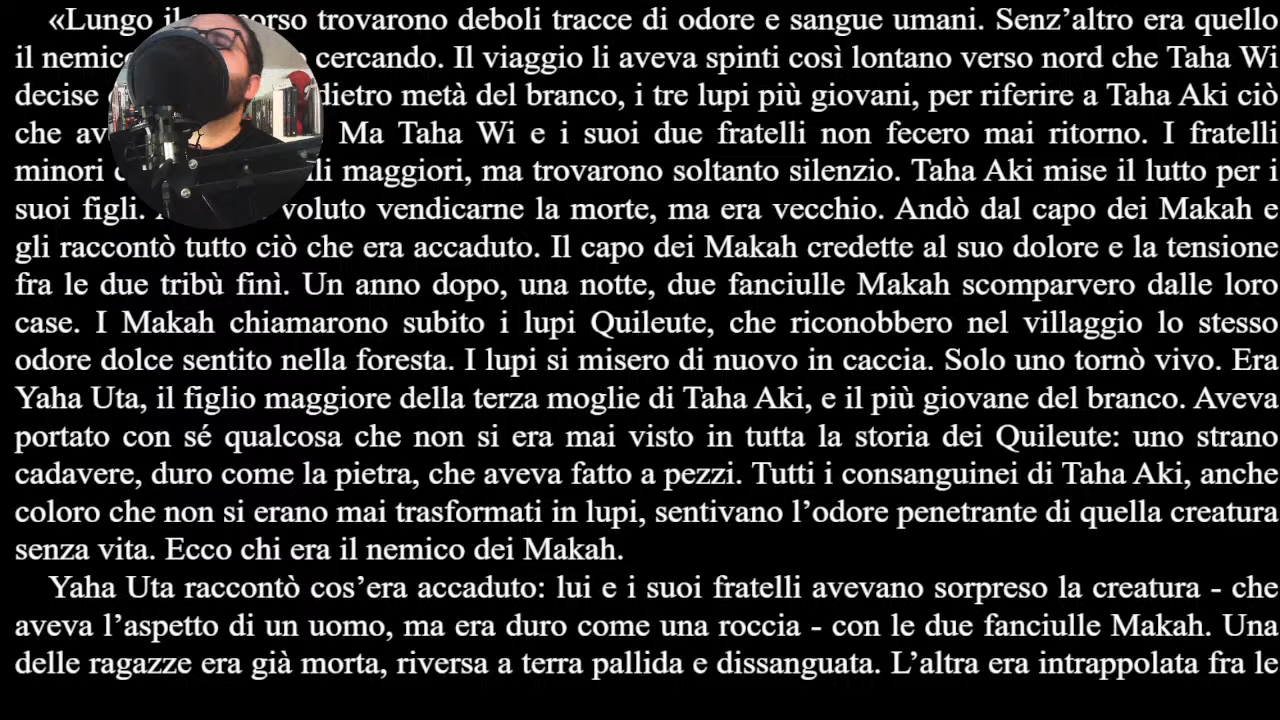 «Lungo il orso trovarono deboli tracce di odore e sangue umani. Senz’altro era quello
il nemic cercando. Il viaggio li aveva spinti così lontano verso nord che Taha Wi
decise dietro metà del branco, i tre lupi più giovani, per riferire a Taha Aki ciò
che av Ma Taha Wi e i suoi due fratelli non fecero mai ritorno. I fratelli
minori li maggiori, ma trovarono soltanto silenzio. Taha Aki mise il lutto per i
suoi figli. voluto vendicarne la morte, ma era vecchio. Andò dal capo dei Makah e
gli raccontò tutto ciò che era accaduto. Il capo dei Makah credette al suo dolore e la tensione
fra le due tribù finì. Un anno dopo, una notte, due fanciulle Makah scomparvero dalle loro
case. I Makah chiamarono subito i lupi Quileute, che riconobbero nel villaggio lo stesso
odore dolce sentito nella foresta. I lupi si misero di nuovo in caccia. Solo uno tornò vivo. Era
Yaha Uta, il figlio maggiore della terza moglie di Taha Aki, e il più giovane del branco. Aveva
portato con sé qualcosa che non si era mai visto in tutta la storia dei Quileute: uno strano
cadavere, duro come la pietra, che aveva fatto a pezzi. Tutti i consanguinei di Taha Aki, anche
coloro che non si erano mai trasformati in lupi, sentivano l’odore penetrante di quella creatura
senza vita. Ecco chi era il nemico dei Makah.
Yaha Uta raccontò cos’era accaduto: lui e i suoi fratelli avevano sorpreso la creatura - che
aveva l’aspetto di un uomo, ma era duro come una roccia - con le due fanciulle Makah. Una
delle ragazze era già morta, riversa a terra pallida e dissanguata. L’altra era intrappolata fra le